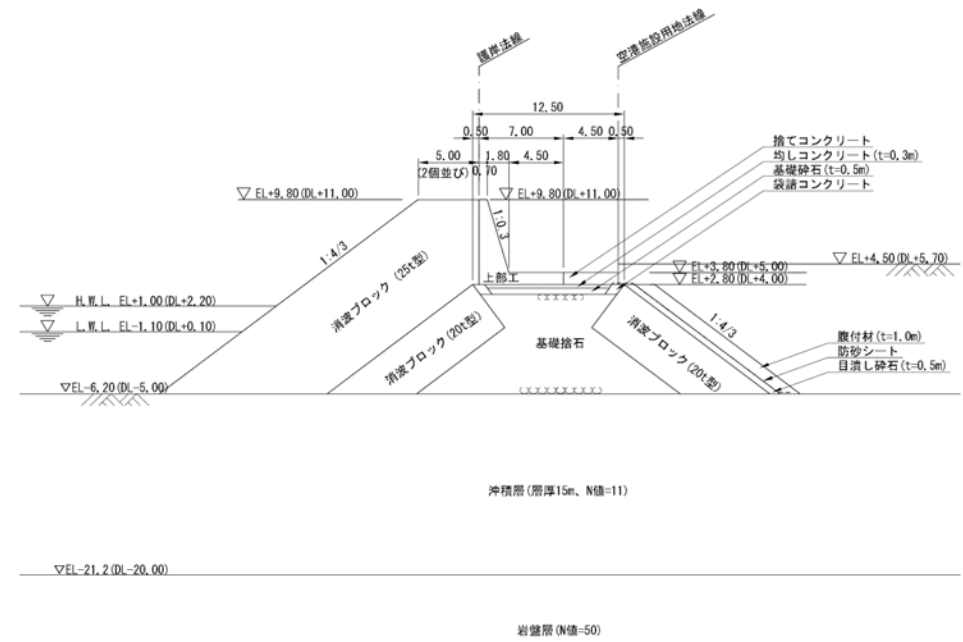 護岸法線
空港施設用地法線
12.50
0.50 7.00 4.50 0.50
5.00 1.80 4.50
(2個並び) 0.70
捨てコンクリート
均しコンクリート(t=0.3m)
基礎砕石(t=0.5m)
袋詰コンクリート
▽ EL+9.80(DL+11.00)
▽ EL+9.80(DL+11.00)
1:0.3
1:4/3
▽ EL+4.50(DL+5.70)
▽ EL+3.80(DL+5.00)
▽ EL+2.80(DL+4.00)
上部工
消波ブロック(25t型)
▽ H.W.L. EL+1.00(DL+2.20)
▽ L.W.L. EL-1.10(DL+0.10)
消波ブロック(20t型)
基礎捨石
消波ブロック(20t型)
1:4/3
腹付材(t=1.0m)
防砂シート
目潰し砕石(t=0.5m)
▽EL-6.20(DL-5.00)
沖積層(層厚15m、N値=11)
▽EL-21.2(DL-20.00)
岩盤層(N値=50)